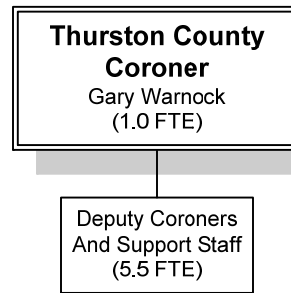 Thurston County
Coroner
Gary Warnock
(1.0 FTE)
Deputy Coroners
And Support Staff
(5.5 FTE)